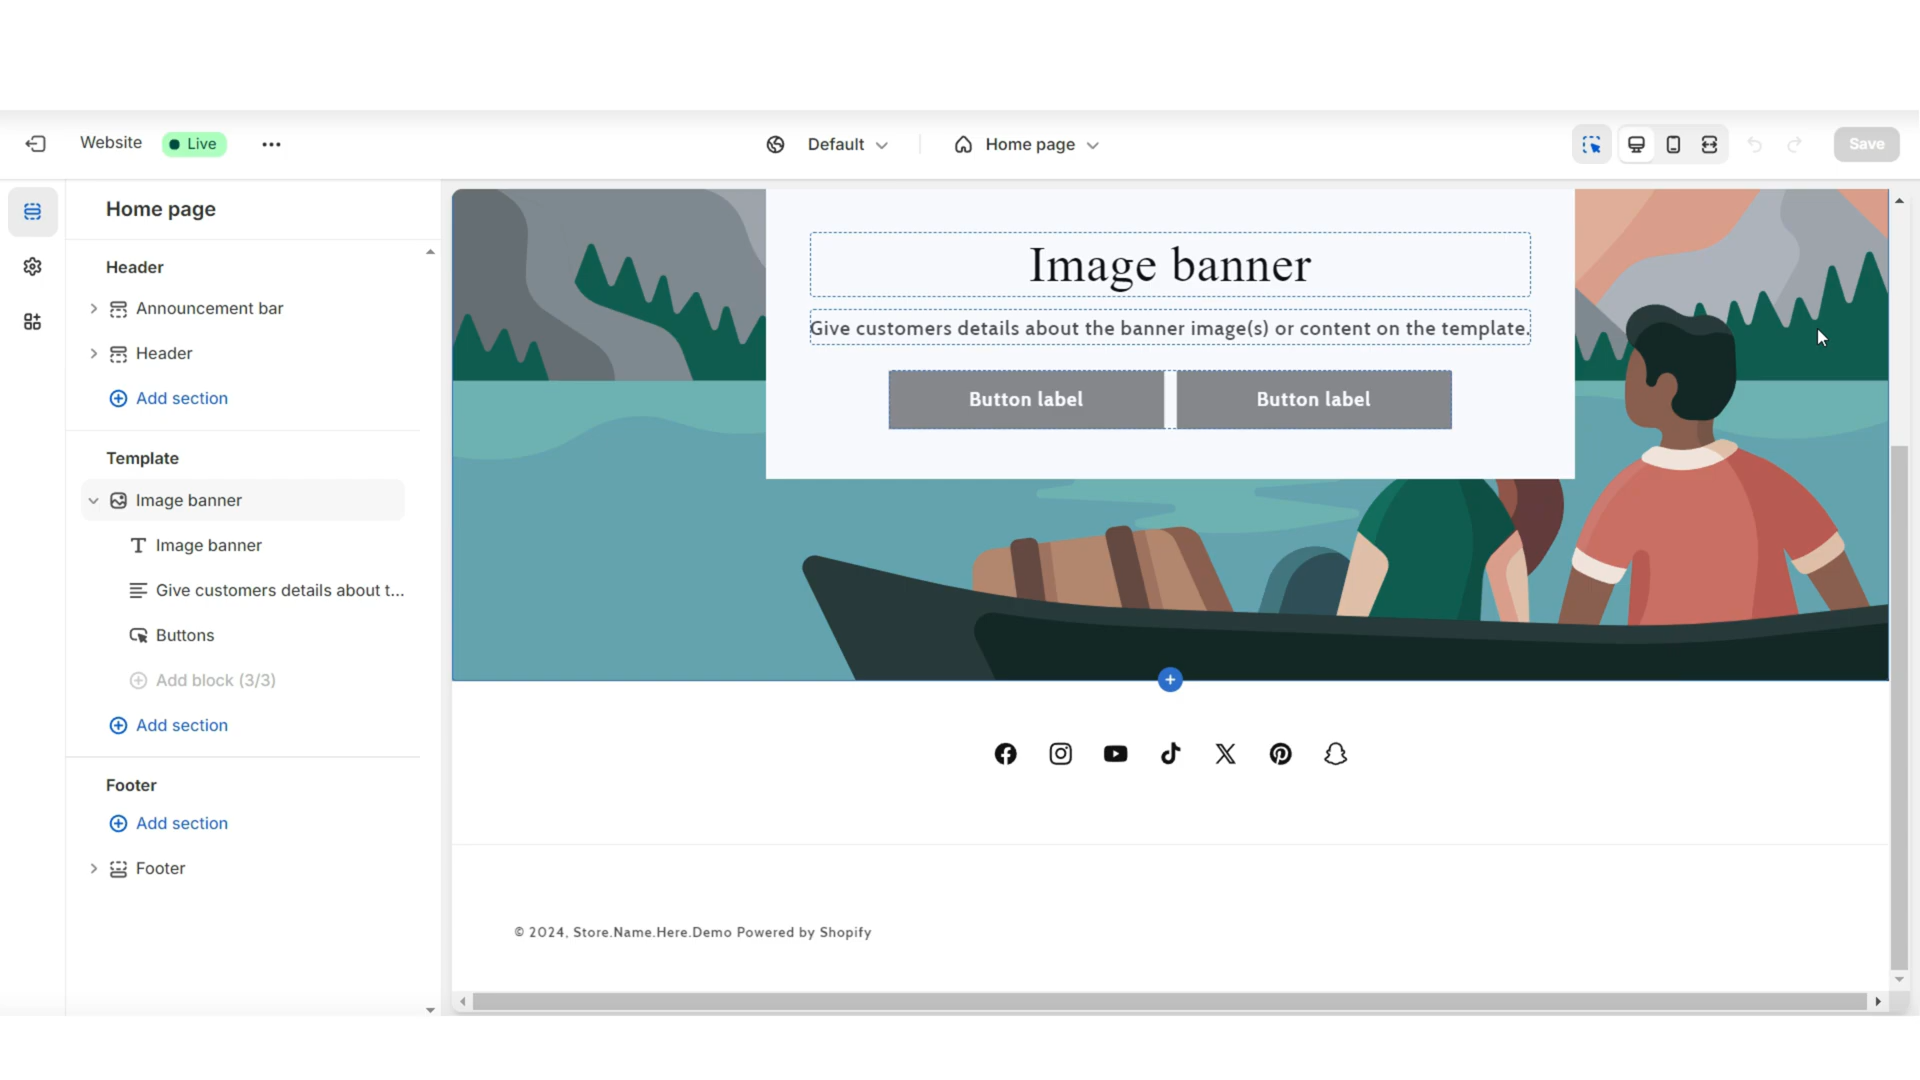 Website
Live
Default
Home page
Save
Home page
Header
Announcement bar
Header
Add section
Template
Image banner
Image banner
Give customers details about t...
Buttons
Add block (3/3)
Add section
Footer
Add section
Footer
Image banner
Give customers details about the banner image(s) or content on the template.
Button label
Button label
© 2024, Store.Name.Here.Demo Powered by Shopify